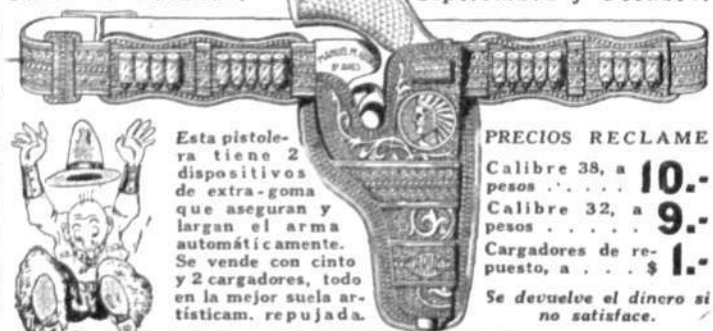 Esta pistole-
ra tiene 2
dispositivos
de extra-goma
que aseguran y
largan el arma
automáticamente.
Se vende con cinto
y 2 cargadores, todo
en la mejor suela ar-
tísticam. repujada.
PRECIOS RECLAME
Calibre 38, a
pesos . . . . . 10.-
Calibre 32, a
pesos . . . . . 9.-
Cargadores de re-
puesto, a . . . $ 1.-
Se devuelve el dinero si
no satisface.